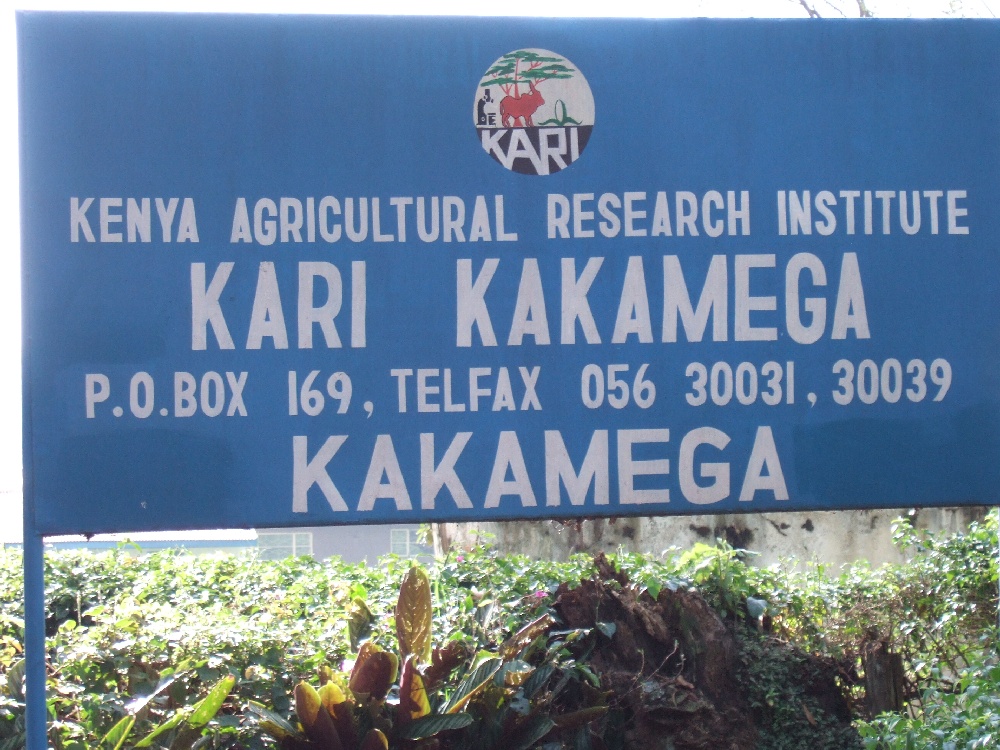 KARI
KENYA AGRICULTURAL RESEARCH INSTITUTE
KARI KAKAMEGA
P.O.BOX 169, TELFAX 056 30031, 30039
KAKAMEGA